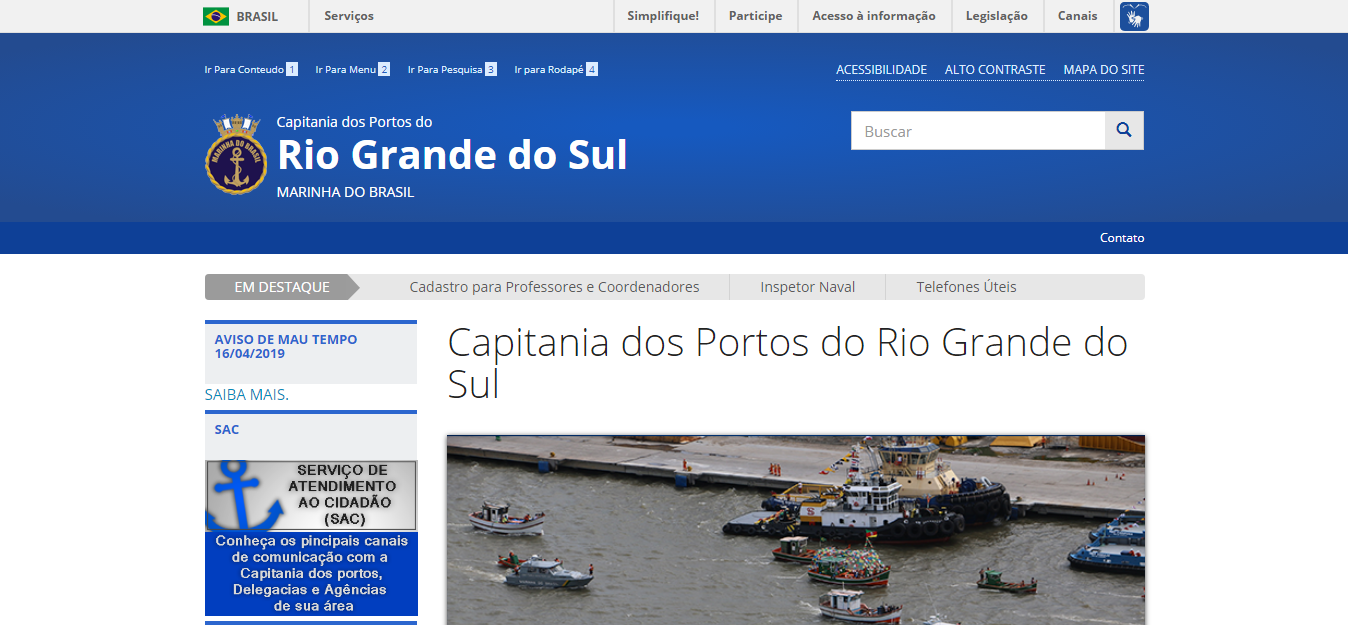 BRASIL
Serviços
Simplifique!
Participe
Acesso à informação
Legislação
Canais
Ir Para Conteudo 1
Ir Para Menu 2
Ir Para Pesquisa 3
Ir para Rodapé 4
ACESSIBILIDADE
ALTO CONTRASTE
MAPA DO SITE
MARINHA DO BRASIL
Capitania dos Portos do
Rio Grande do Sul
MARINHA DO BRASIL
Buscar
Contato
EM DESTAQUE
Cadastro para Professores e Coordenadores
Inspetor Naval
Telefones Úteis
AVISO DE MAU TEMPO
16/04/2019
SAIBA MAIS.
SAC
SERVIÇO DE
ATENDIMENTO
AO CIDADÃO
(SAC)
Conheça os pincipais canais
de comunicação com a
Capitania dos portos,
Delegacias e Agências
de sua área
Capitania dos Portos do Rio Grande do
Sul
S